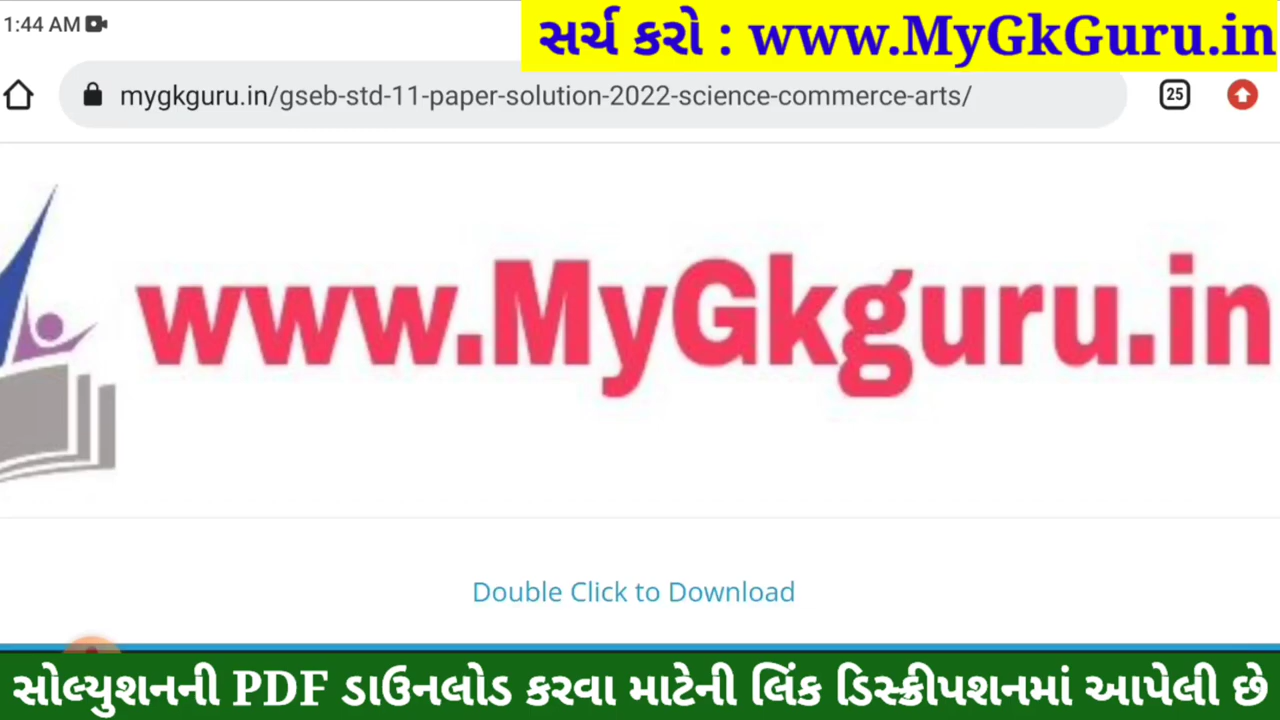 1:44 AM
સર્ચ કરો : www.MyGkGuru.in
mygkguru.in/gseb-std-11-paper-solution-2022-science-commerce-arts/
25
www.MyGkguru.in
Double Click to Download
સોલ્યુશનની PDF ડાઉનલોડ કરવા માટેની લિંક ડિસ્ક્રીપશનમાં આપેલી છે